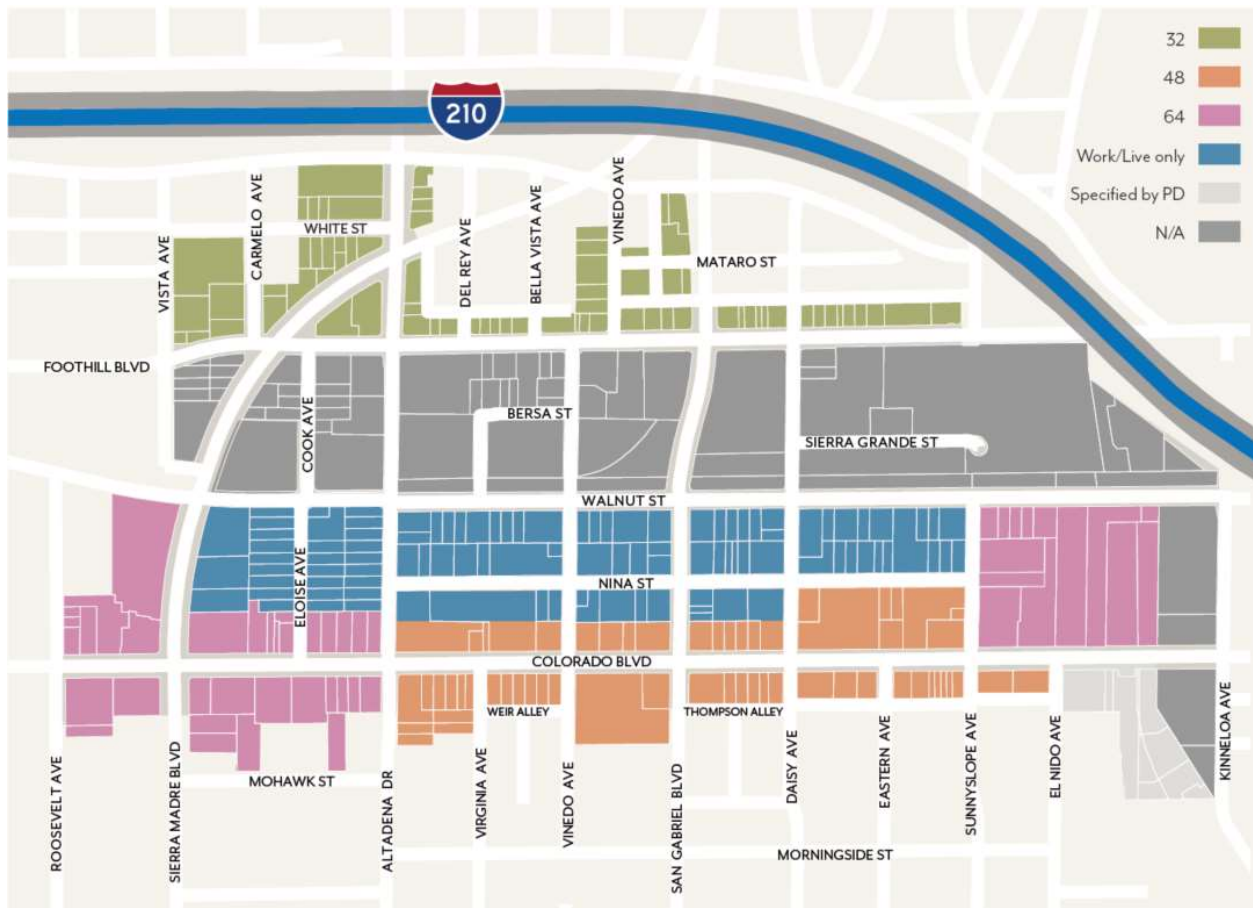 32
48
64
Work/Live only
Specified by PD
N/A
210
WHITE ST
VISTA AVE
CARMELO AVE
DEL REY AVE
BELLA VISTA AVE
VINEDO AVE
MATARO ST
FOOTHILL BLVD
COOK AVE
BERSA ST
SIERRA GRANDE ST
WALNUT ST
ELOISE AVE
NINA ST
COLORADO BLVD
WEIR ALLEY
THOMPSON ALLEY
MOHAWK ST
ROOSEVELT AVE
SIERRA MADRE BLVD
ALTADENA DR
VIRGINIA AVE
VINEDO AVE
SAN GABRIEL BLVD
DAISY AVE
EASTERN AVE
SUNNYSLOPE AVE
EL NIDO AVE
KINNELOA AVE
MORNINGSIDE ST